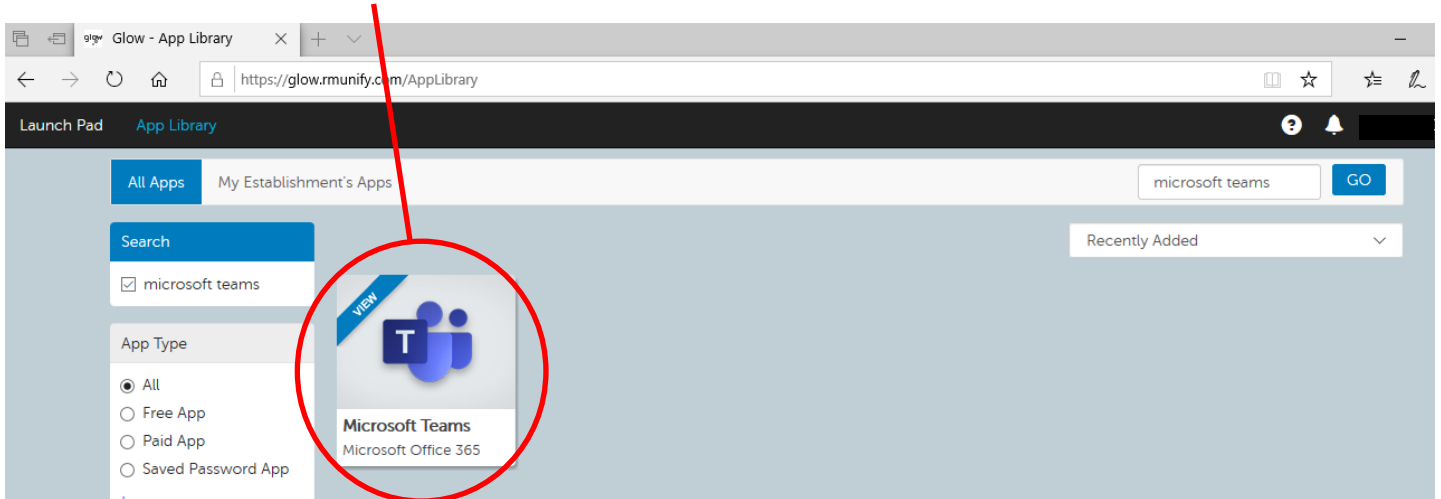 glow Glow - App Library
https://glow.rmunify.com/AppLibrary
Launch Pad App Library
All Apps My Establishment's Apps microsoft teams GO
Search Recently Added
microsoft teams
VIEW
T
App Type
All
Free App
Paid App
Saved Password App
Microsoft Teams
Microsoft Office 365